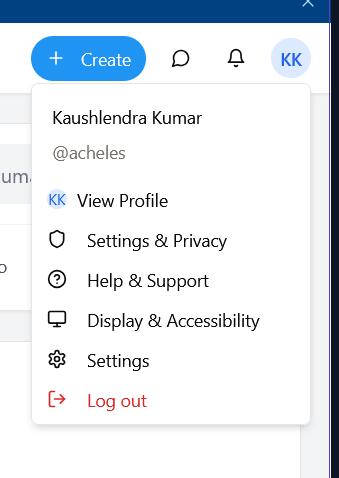 Create
KK
Kaushlendra Kumar
@acheles
KK View Profile
Settings & Privacy
Help & Support
Display & Accessibility
Settings
Log out